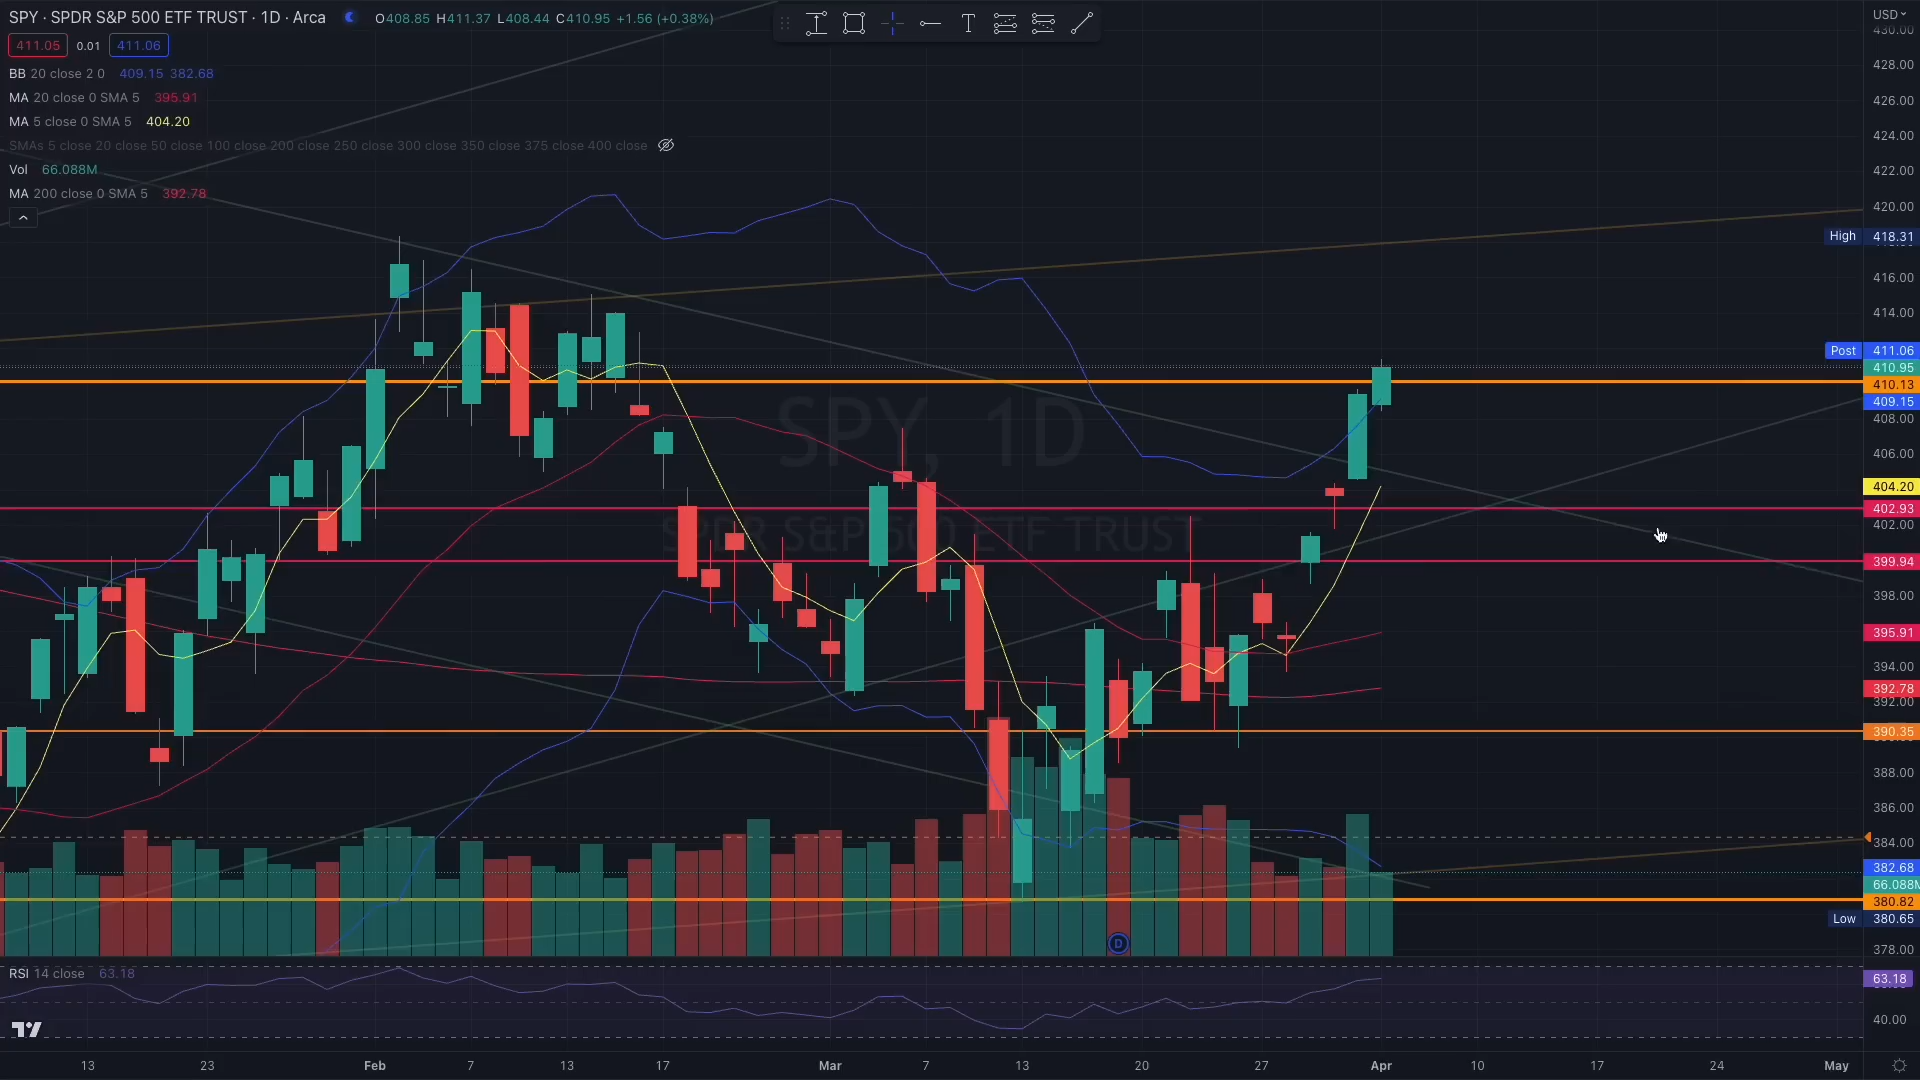 SPY · SPDR S&P 500 ETF TRUST · 1D · Arca O408.85 H411.37 L408.44 C410.95 +1.56 (+0.38%)
411.05 0.01 411.06
BB 20 close 2 0 409.15 382.68
MA 20 close 0 SMA 5 395.91
MA 5 close 0 SMA 5 404.20
SMAs 5 close 20 close 50 close 100 close 200 close 250 close 300 close 350 close 375 close 400 close
Vol 66.088M
MA 200 close 0 SMA 5 392.78
T
USD
430.00
428.00
426.00
424.00
422.00
420.00
High 418.31
416.00
414.00
Post 411.06
410.95
410.13
409.15
408.00
406.00
404.20
402.93
402.00
399.94
398.00
395.91
394.00
392.78
392.00
390.35
388.00
386.00
384.00
382.68
66.088M
380.82
Low 380.65
378.00
SPY, 1D
SPDR S&P 500 ETF TRUST
D
RSI 14 close 63.18
63.18
40.00
13 23 Feb 7 13 17 Mar 7 13 20 27 Apr 10 17 24 May